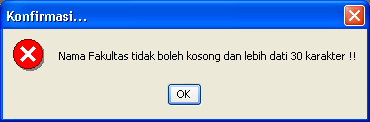 Konfirmasi...
Nama Fakultas tidak boleh kosong dan lebih dati 30 karakter !!
OK